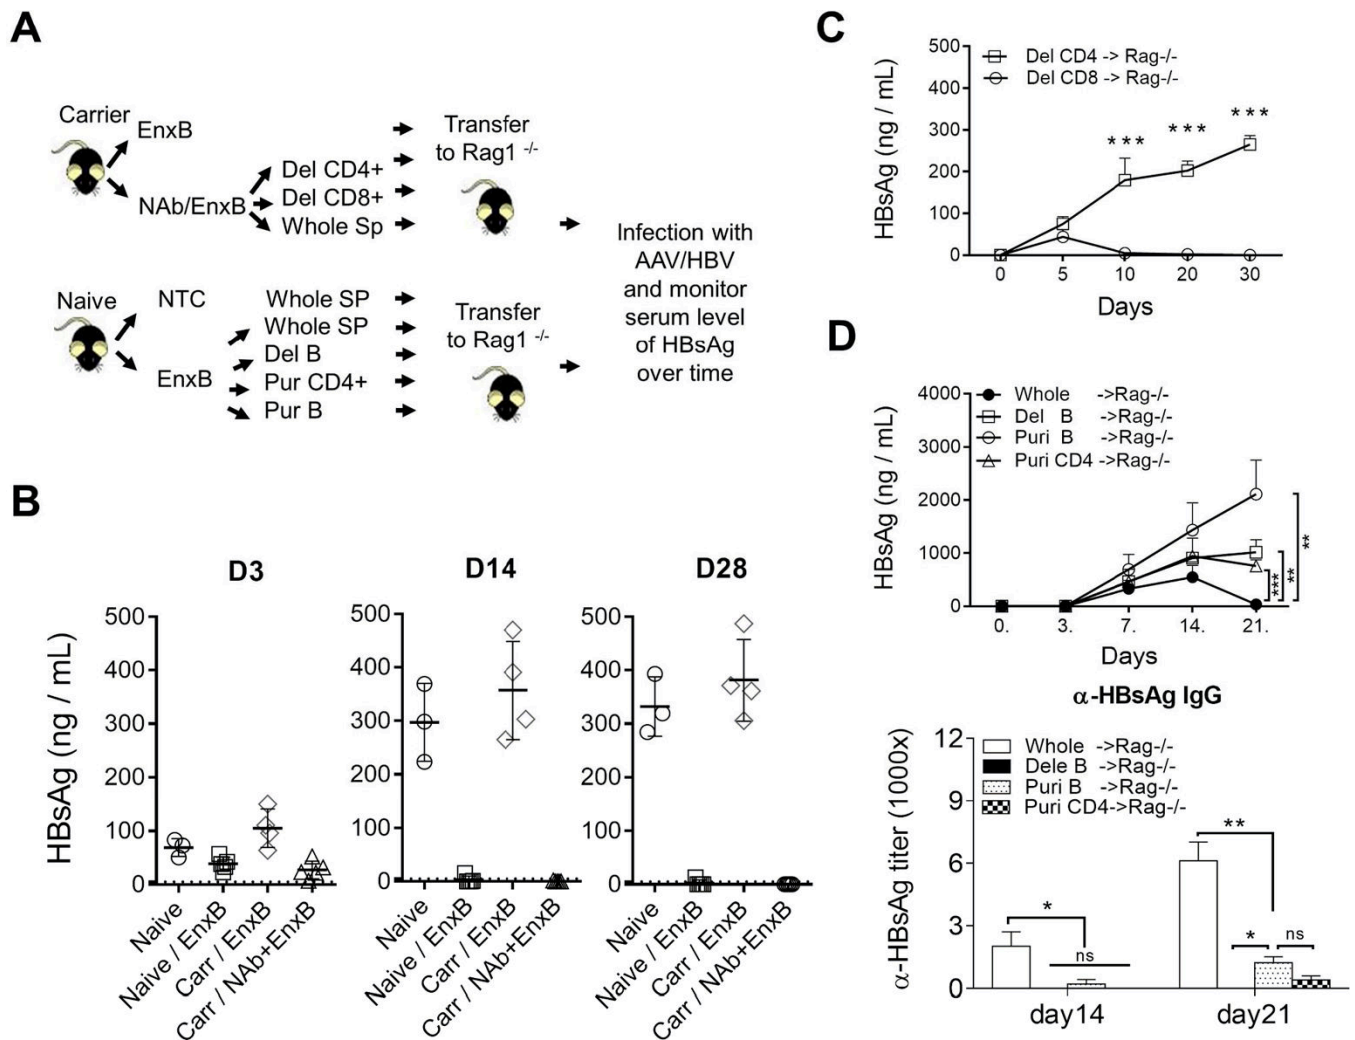 A
Carrier
EnxB
NAb/EnxB
Del CD4+
Del CD8+
Whole Sp
Transfer
to Rag1 -/-
Naive
NTC
EnxB
Whole SP
Whole SP
Del B
Pur CD4+
Pur B
Transfer
to Rag1 -/-
Infection with
AAV/HBV
and monitor
serum level
of HBsAg
over time
B
D3
HBsAg (ng / mL)
500
400
300
200
100
0
Naive
Naive / EnxB
Carr / EnxB
Carr / NAb+EnxB
D14
500
400
300
200
100
0
Naive
Naive / EnxB
Carr / EnxB
Carr / NAb+EnxB
D28
500
400
300
200
100
0
Naive
Naive / EnxB
Carr / EnxB
Carr / NAb+EnxB
C
HBsAg (ng / mL)
500
400
300
200
100
0
Del CD4 -> Rag-/-
Del CD8 -> Rag-/-
*** *** ***
0 5 10 20 30
Days
D
HBsAg (ng / mL)
4000
3000
2000
1000
0
Whole ->Rag-/-
Del B ->Rag-/-
Puri B ->Rag-/-
Puri CD4 ->Rag-/-
***
**
**
0. 3. 7. 14. 21.
Days
α-HBsAg IgG
α-HBsAg titer (1000x)
12
9
6
3
0
Whole ->Rag-/-
Dele B ->Rag-/-
Puri B ->Rag-/-
Puri CD4->Rag-/-
*
ns
**
*
ns
day14 day21